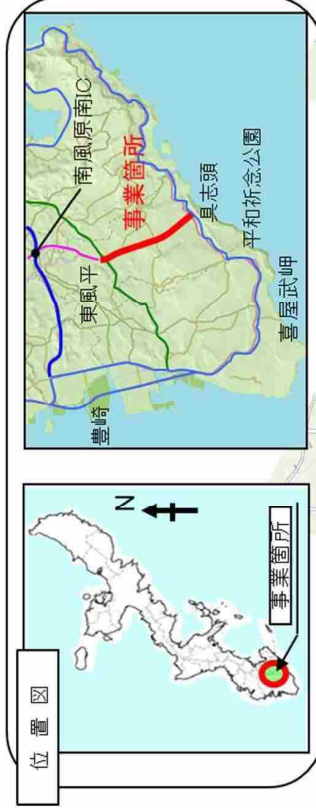 位置図
N
事業箇所
南風原南IC
東風平
事業箇所
豊崎
具志頭
平和祈念公園
喜屋武岬